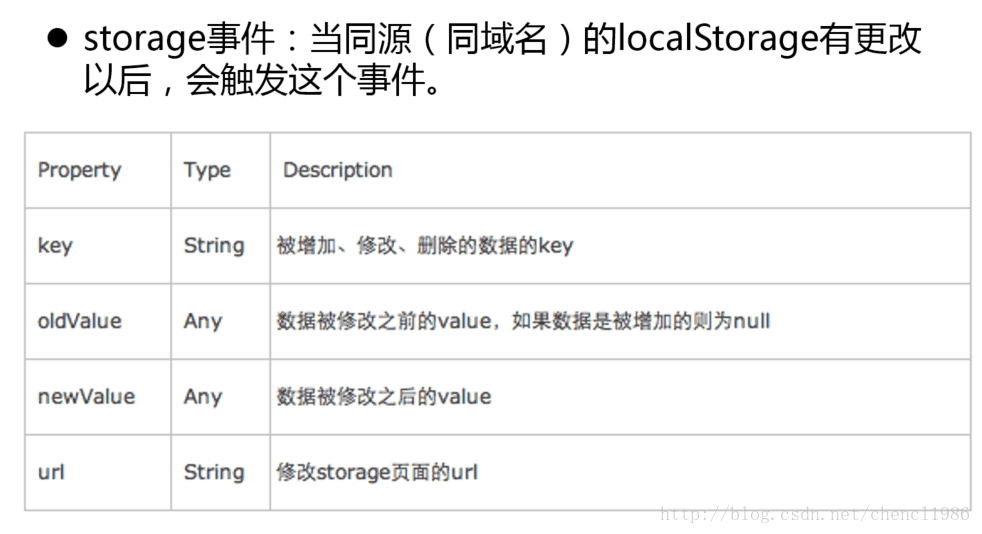 ● storage事件：当同源（同域名）的localStorage有更改
以后，会触发这个事件。
Property Type Description
key String 被增加、修改、删除的数据的key
oldValue Any 数据被修改之前的value，如果数据是被增加的则为null
newValue Any 数据被修改之后的value
url String 修改storage页面的url
http://blog.csdn.net/chencl1986